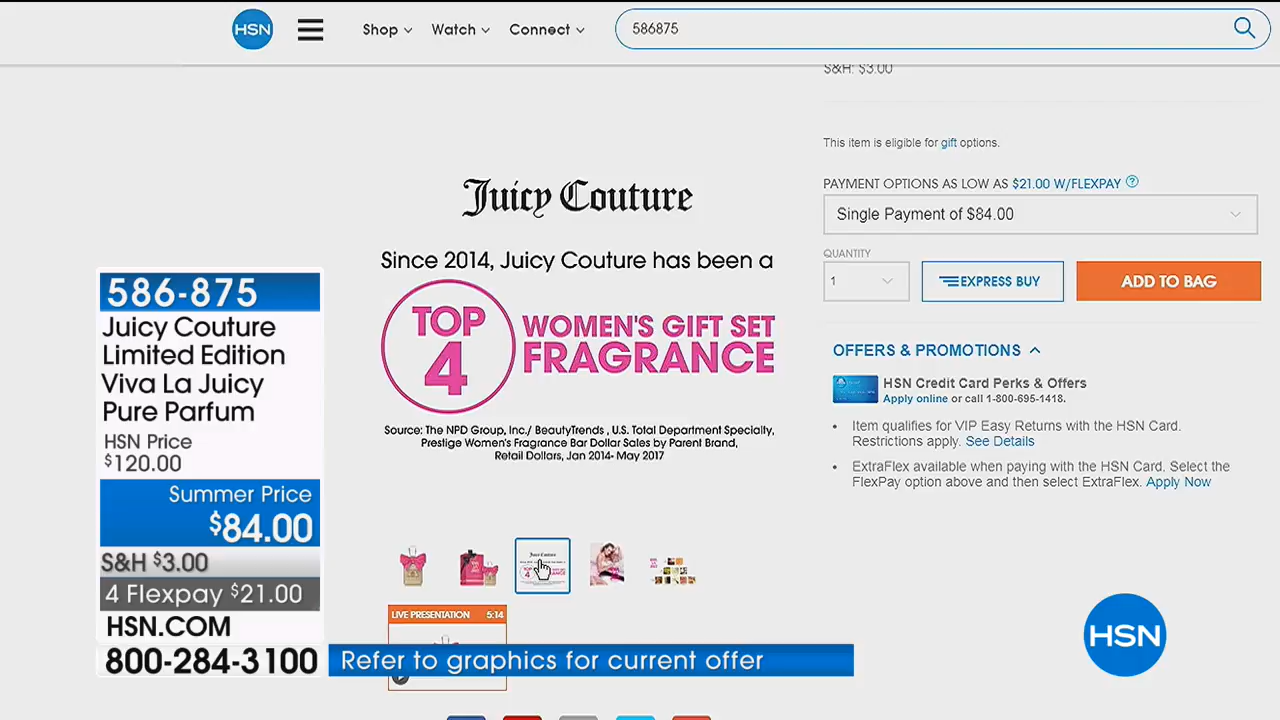 HSN
Shop
Watch
Connect
586875
S&H: $3.00
This item is eligible for gift options.
PAYMENT OPTIONS AS LOW AS $21.00 W/FLEXPAY ?
Single Payment of $84.00
QUANTITY
1
EXPRESS BUY
ADD TO BAG
OFFERS & PROMOTIONS
HSN Credit Card Perks & Offers
Apply online or call 1-800-695-1418.
Item qualifies for VIP Easy Returns with the HSN Card.
Restrictions apply. See Details
ExtraFlex available when paying with the HSN Card. Select the
FlexPay option above and then select ExtraFlex. Apply Now
Juicy Couture
Since 2014, Juicy Couture has been a
TOP
4
WOMEN'S GIFT SET
FRAGRANCE
Source: The NPD Group, Inc./ BeautyTrends , U.S. Total Department Specialty,
Prestige Women's Fragrance Bar Dollar Sales by Parent Brand,
Retail Dollars, Jan 2014- May 2017
LIVE PRESENTATION 5:14
586-875
Juicy Couture
Limited Edition
Viva La Juicy
Pure Parfum
HSN Price
$120.00
Summer Price
$84.00
S&H $3.00
4 Flexpay $21.00
HSN.COM
800-284-3100
Refer to graphics for current offer
HSN